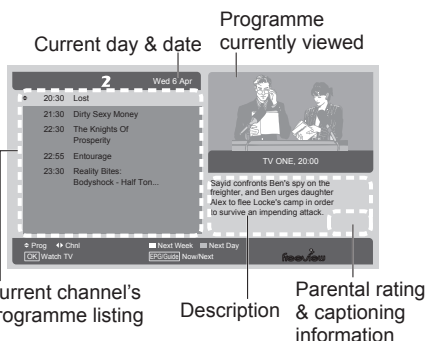 Programme
currently viewed
Current day & date
2 Wed 6 Apr
20:30 Lost
21:30 Dirty Sexy Money
22:30 The Knights Of
Prosperity
22:55 Entourage
23:30 Reality Bites:
Bodyshock - Half Ton...
TV ONE, 20:00
Sayid confronts Ben's spy on the
freighter, and Ben urges daughter
Alex to flee Locke's camp in order
to survive an impending attack.
Prog Chnl Next Week Next Day
OK Watch TV EPG/Guide Now/Next
freeview
urrent channel's
rogramme listing
Description
Parental rating
& captioning
information